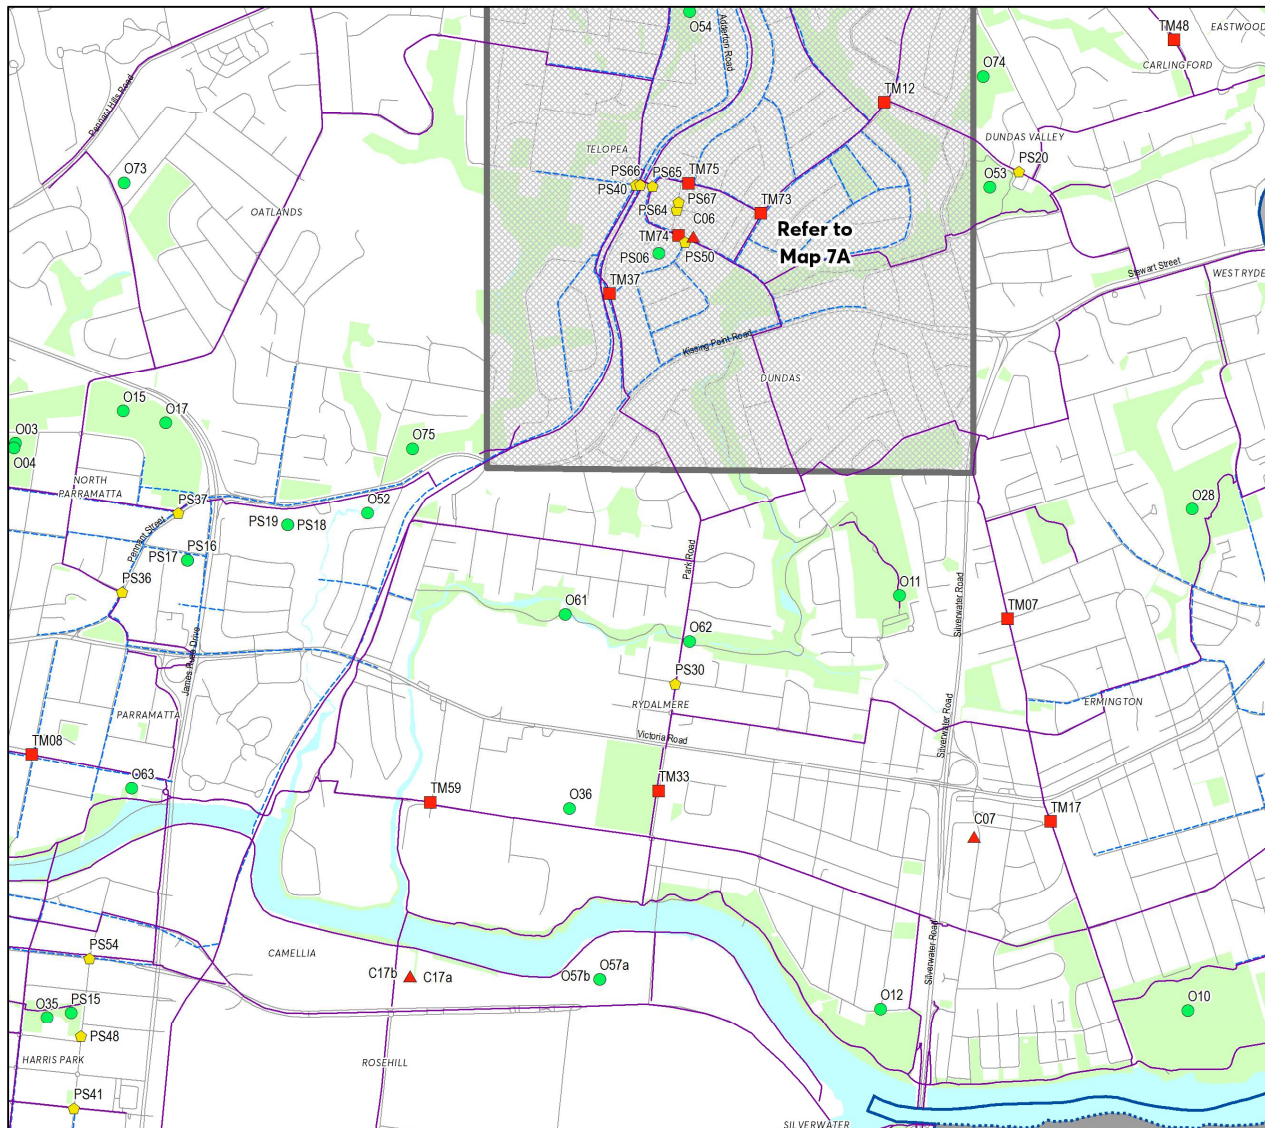 O54
Adderton Road
TM48
EASTWOOD
CARLINGFORD
O74
Pennant Hills Road
TM12
DUNDAS VALLEY
TELOPEA
PS20
O73
PS66
PS65
TM75
O53
PS40
PS67
TM73
OATLANDS
PS64
C06
Refer to
Map 7A
TM74
PS06
PS50
Stewart Street
WEST RYDE
TM37
Kissing Point Road
DUNDAS
O15
O17
O03
O75
O04
NORTH
PARRAMATTA
PS37
O52
O28
PS19
PS18
Pennant Street
PS17
PS16
Park Road
PS36
O11
Silverwater Road
O61
TM07
O62
James Ruse Drive
PS30
RYDALMERE
ERMINGTON
PARRAMATTA
Silverwater Road
Victoria Road
TM08
O63
TM33
TM59
O36
TM17
C07
PS54
CAMELLIA
Silverwater Road
C17b
C17a
O57b
O57a
O35
PS15
O12
O10
PS48
HARRIS PARK
ROSEHILL
PS41
SILVERWATER